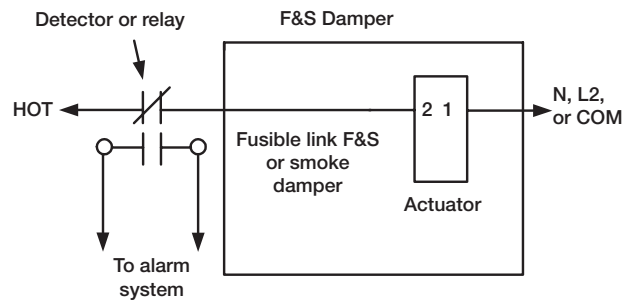 Detector or relay
F&S Damper
HOT
2 1
N, L2,
or COM
Fusible link F&S
or smoke
damper
Actuator
To alarm
system